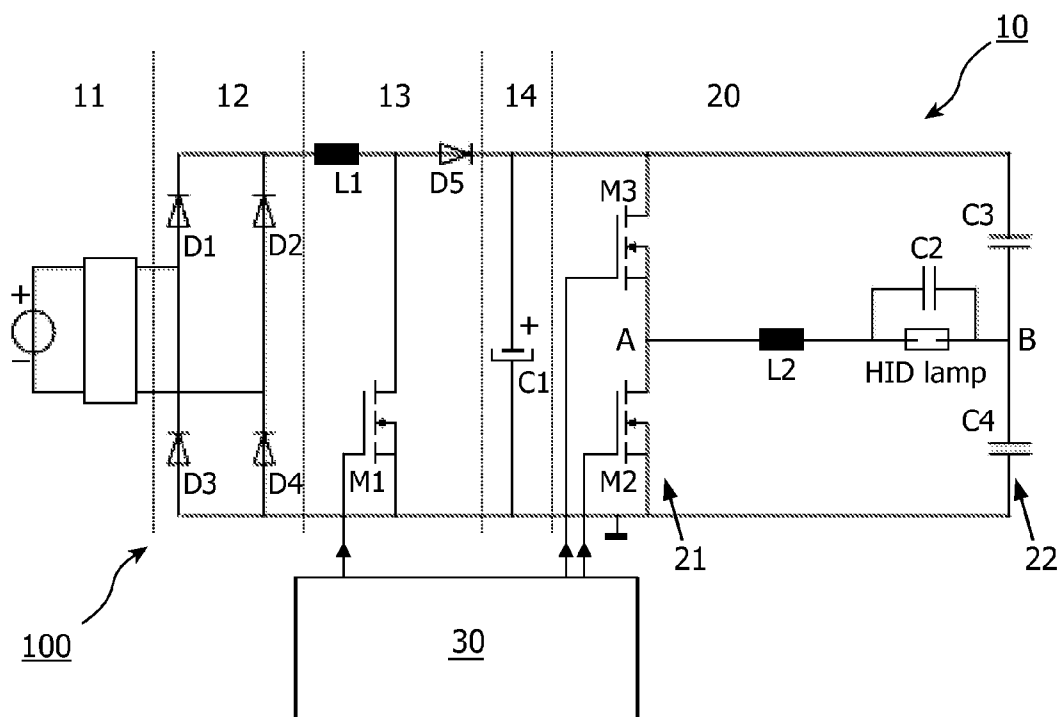 10
11 12 13 14 20
L1 D5 M3
D1 D2 C3
C2
+
−
A B
+
L2 HID lamp
C1
C4
D3 D4 M1 M2
21 22
100
30